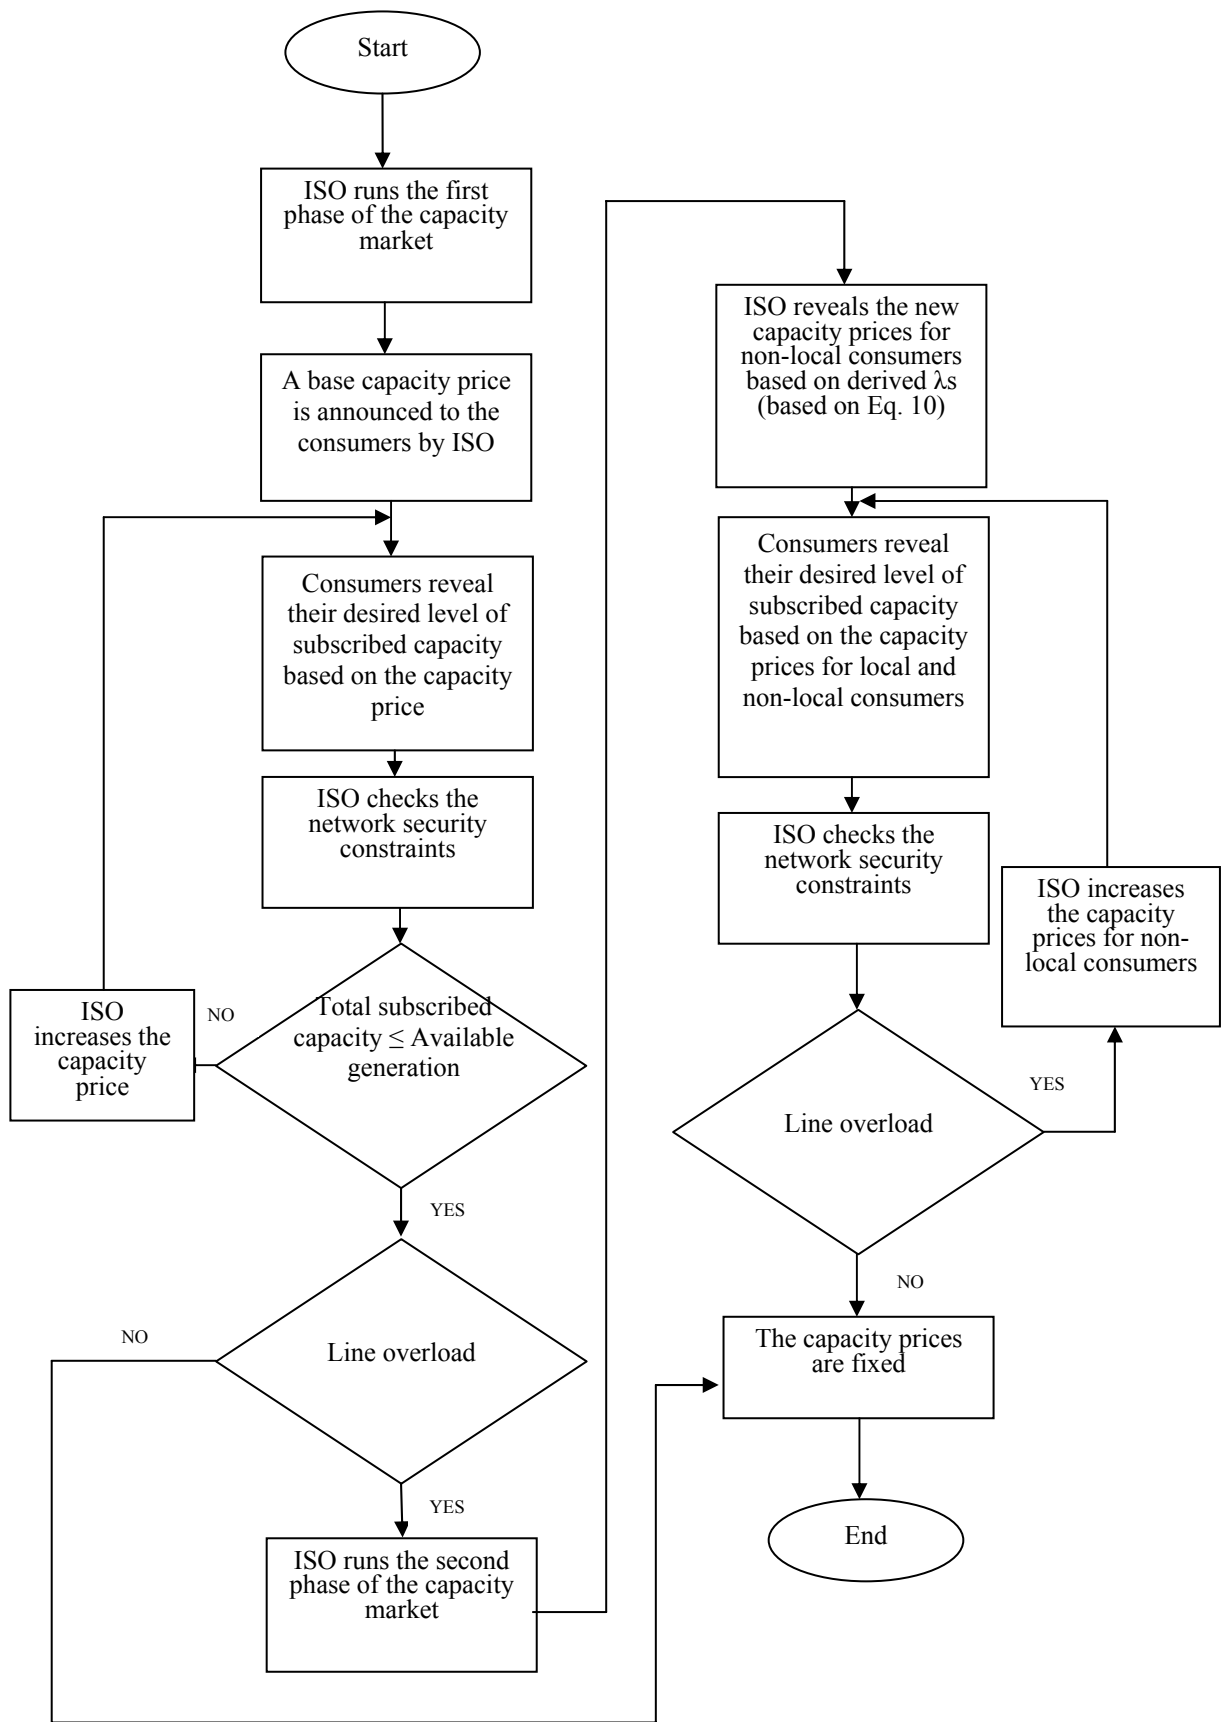 Start
ISO runs the first
phase of the capacity
market
A base capacity price
is announced to the
consumers by ISO
Consumers reveal
their desired level of
subscribed capacity
based on the capacity
price
ISO checks the
network security
constraints
Total subscribed
capacity ≤ Available
generation
NO
ISO
increases the
capacity
price
YES
Line overload
NO
YES
ISO runs the second
phase of the capacity
market
ISO reveals the new
capacity prices for
non-local consumers
based on derived λs
(based on Eq. 10)
Consumers reveal
their desired level of
subscribed capacity
based on the capacity
prices for local and
non-local consumers
ISO checks the
network security
constraints
ISO increases
the capacity
prices for non-
local consumers
Line overload
YES
NO
The capacity prices
are fixed
End